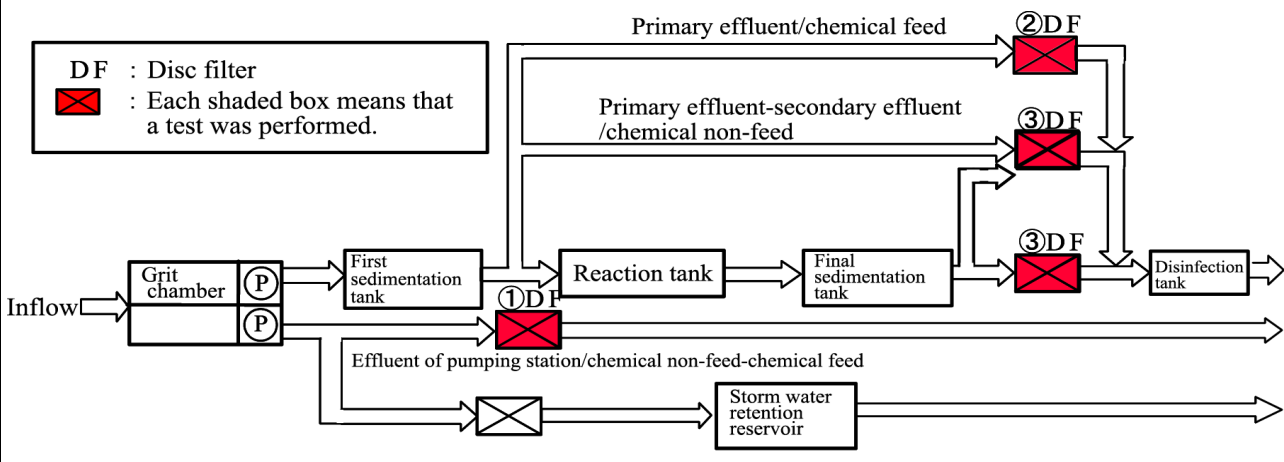 Primary effluent/chemical feed
②DF
DF : Disc filter
: Each shaded box means that
a test was performed.
Primary effluent-secondary effluent
/chemical non-feed
③DF
③DF
Grit
chamber
P
First
sedimentation
tank
Reaction tank
Final
sedimentation
tank
Disinfection
tank
Inflow
P
①DF
Effluent of pumping station/chemical non-feed-chemical feed
Storm water
retention
reservoir